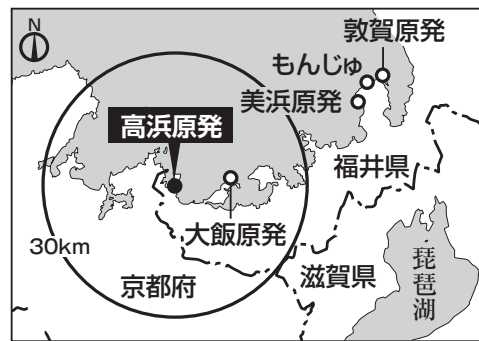 N
敦賀原発
もんじゅ
美浜原発
高浜原発
福井県
大飯原発
30km
京都府
滋賀県
琵琶湖